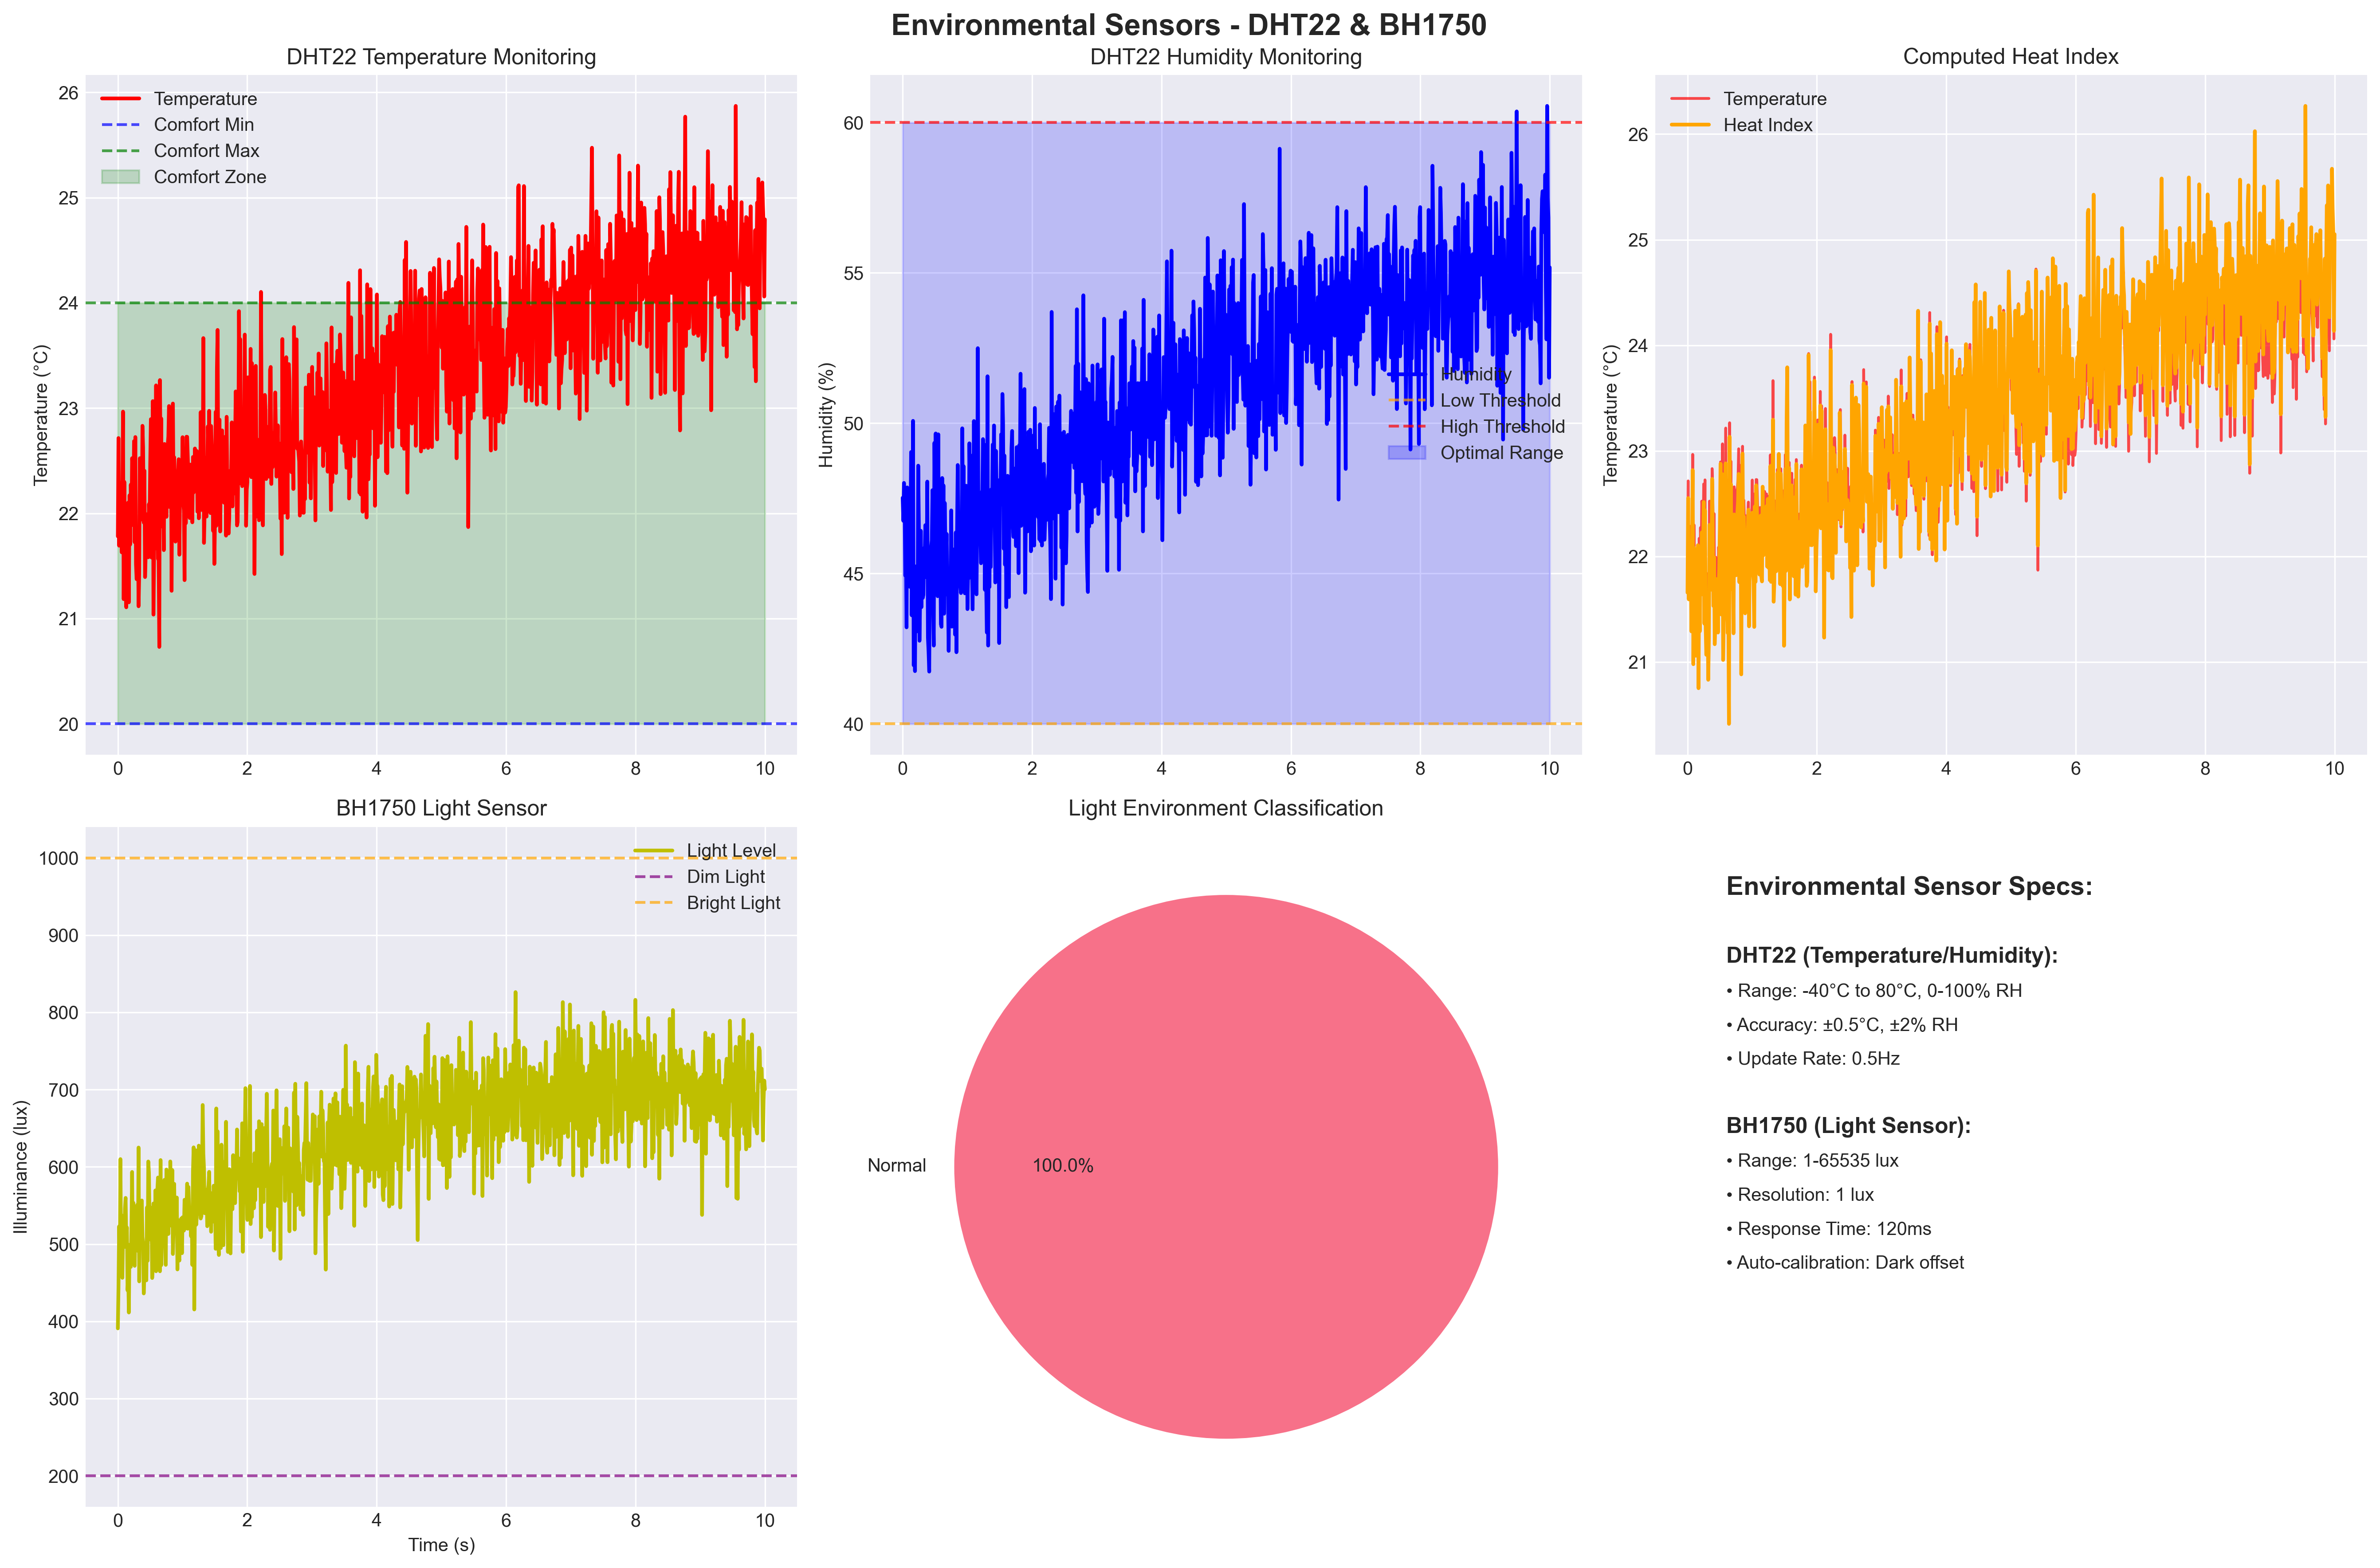 Environmental Sensors - DHT22 & BH1750
DHT22 Temperature Monitoring
Temperature (°C)
26
25
24
23
22
21
20
0 2 4 6 8 10
Temperature
Comfort Min
Comfort Max
Comfort Zone
DHT22 Humidity Monitoring
Humidity (%)
60
55
50
45
40
0 2 4 6 8 10
Humidity
Low Threshold
High Threshold
Optimal Range
Computed Heat Index
Temperature (°C)
26
25
24
23
22
21
0 2 4 6 8 10
Temperature
Heat Index
BH1750 Light Sensor
Illuminance (lux)
1000
900
800
700
600
500
400
300
200
0 2 4 6 8 10
Time (s)
Light Level
Dim Light
Bright Light
Light Environment Classification
Normal
100.0%
Environmental Sensor Specs:
DHT22 (Temperature/Humidity):
• Range: -40°C to 80°C, 0-100% RH
• Accuracy: ±0.5°C, ±2% RH
• Update Rate: 0.5Hz
BH1750 (Light Sensor):
• Range: 1-65535 lux
• Resolution: 1 lux
• Response Time: 120ms
• Auto-calibration: Dark offset